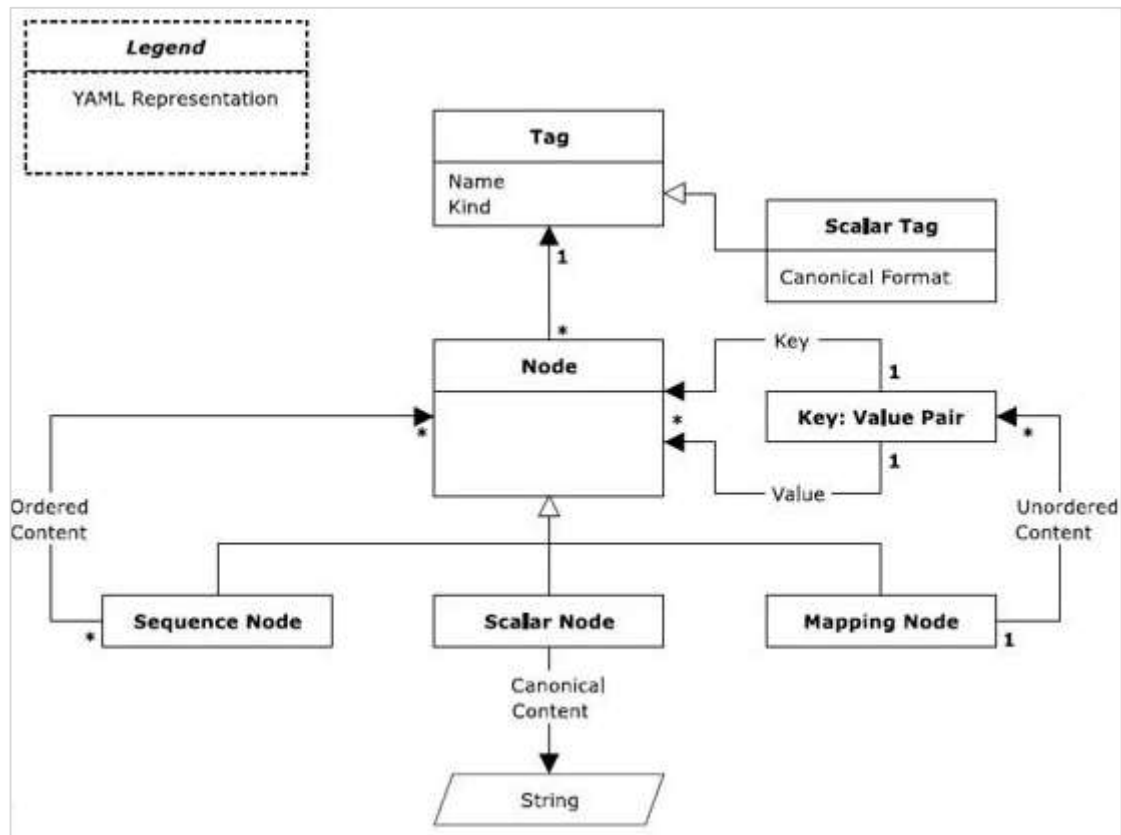 Legend
YAML Representation
Tag
Name
Kind
Scalar Tag
Canonical Format
1
*
Node
Key
1
Key: Value Pair
*
*
*
1
Value
Ordered
Content
Unordered
Content
Sequence Node
Scalar Node
Mapping Node
*
1
Canonical
Content
String